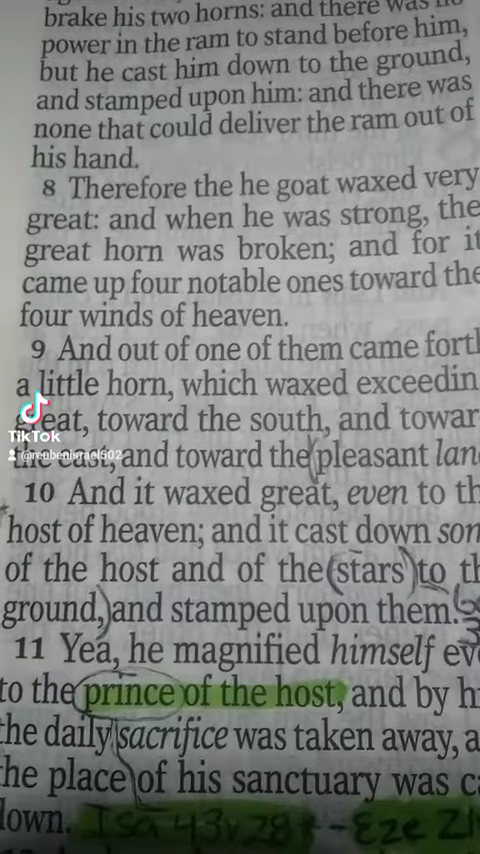 brake his two horns: and there was no
power in the ram to stand before him,
but he cast him down to the ground,
and stamped upon him: and there was
none that could deliver the ram out of
his hand.
8 Therefore the he goat waxed very
great: and when he was strong, the
great horn was broken; and for it
came up four notable ones toward the
four winds of heaven.
9 And out of one of them came forth
a little horn, which waxed exceedin
great, toward the south, and towar
TikTok
the east, and toward the pleasant lan
@reubenisrael502
10 And it waxed great, even to th
host of heaven; and it cast down som
of the host and of the stars to th
ground, and stamped upon them.
11 Yea, he magnified himself eve
to the prince of the host, and by hi
the daily sacrifice was taken away, a
the place of his sanctuary was ca
down. Isa 43v28 - Eze 21